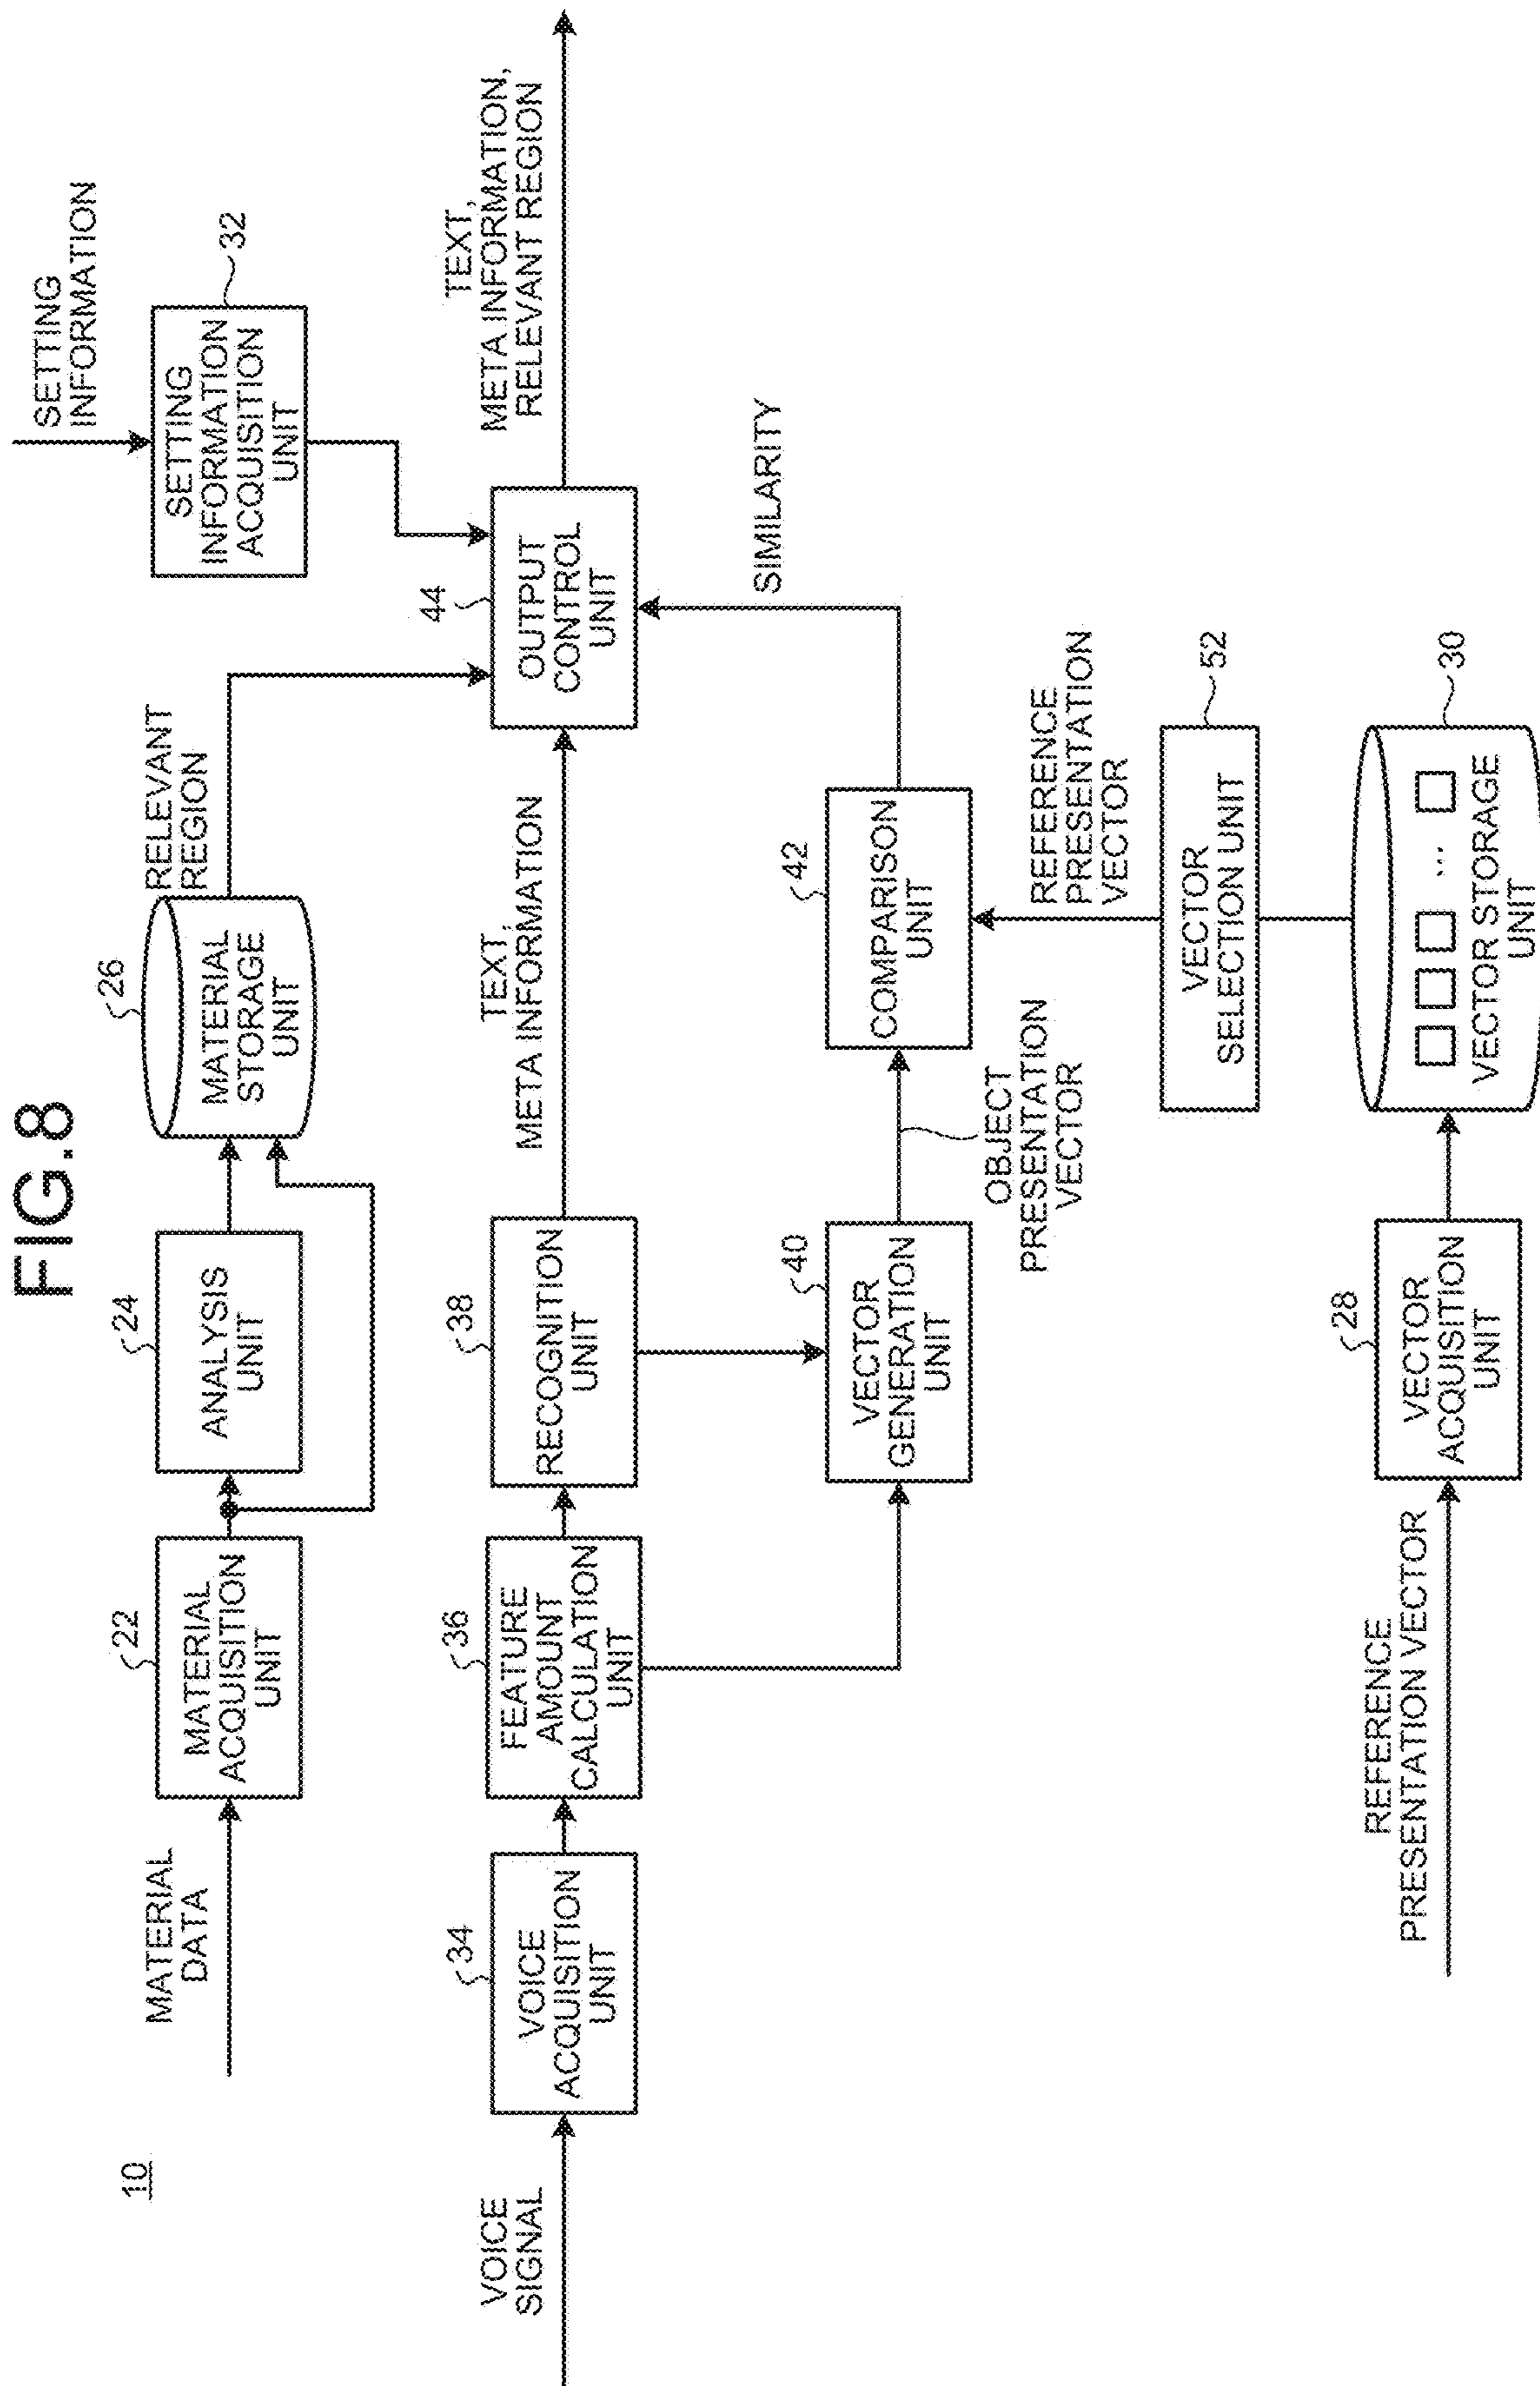 FIG.8
10
SETTING
INFORMATION
32
SETTING
INFORMATION
ACQUISITION
UNIT
MATERIAL
DATA
22
MATERIAL
ACQUISITION
UNIT
24
ANALYSIS
UNIT
26
MATERIAL
STORAGE
UNIT
RELEVANT
REGION
VOICE
SIGNAL
34
VOICE
ACQUISITION
UNIT
36
FEATURE
AMOUNT
CALCULATION
UNIT
38
RECOGNITION
UNIT
TEXT,
META INFORMATION
44
OUTPUT
CONTROL
UNIT
TEXT,
META INFORMATION,
RELEVANT REGION
40
VECTOR
GENERATION
UNIT
OBJECT
PRESENTATION
VECTOR
42
COMPARISON
UNIT
SIMILARITY
REFERENCE
PRESENTATION
VECTOR
52
VECTOR
SELECTION UNIT
REFERENCE
PRESENTATION VECTOR
28
VECTOR
ACQUISITION
UNIT
30
...
VECTOR STORAGE
UNIT